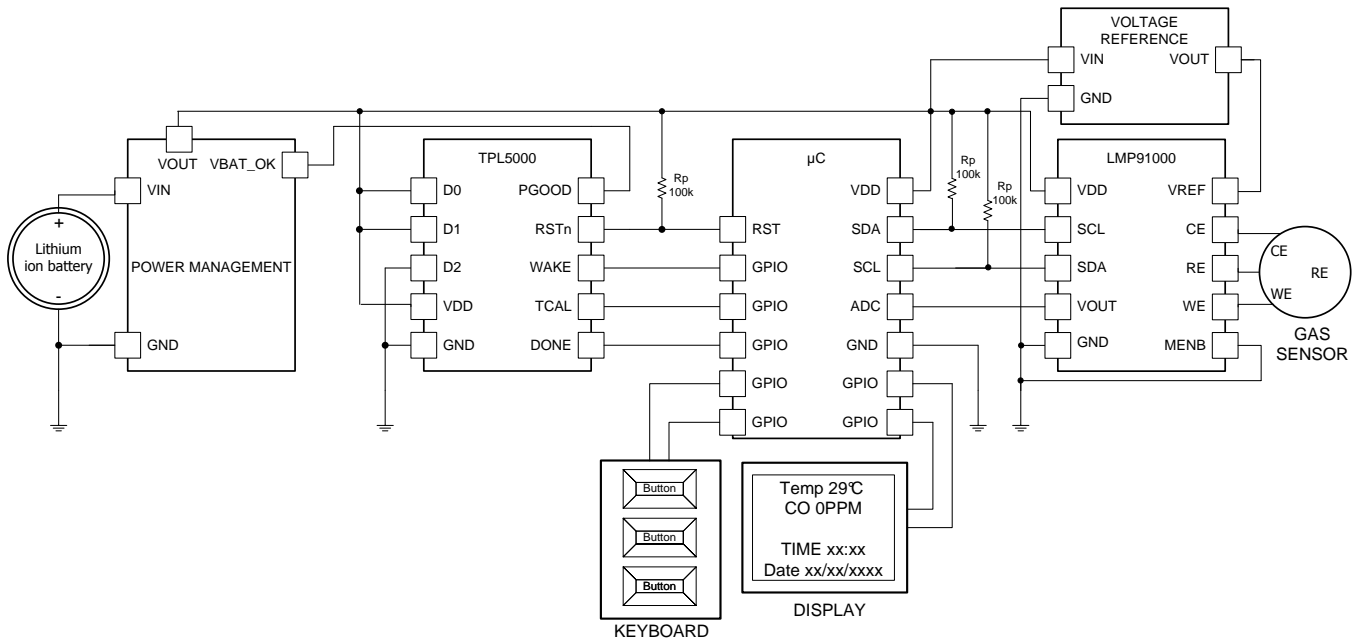 VOLTAGE
REFERENCE
VIN
VOUT
GND
VOUT
VBAT_OK
VIN
GND
POWER MANAGEMENT
+
Lithium
ion battery
-
TPL5000
D0
D1
D2
VDD
GND
PGOOD
RSTn
WAKE
TCAL
DONE
Rp
100k
µC
RST
GPIO
GPIO
GPIO
GPIO
GPIO
VDD
SDA
SCL
ADC
GND
GPIO
GPIO
Rp
100k
Rp
100k
LMP91000
VDD
SCL
SDA
VOUT
GND
VREF
CE
RE
WE
MENB
CE
RE
WE
GAS
SENSOR
Button
Button
Button
KEYBOARD
Temp 29°C
CO 0PPM
TIME xx:xx
Date xx/xx/xxxx
DISPLAY